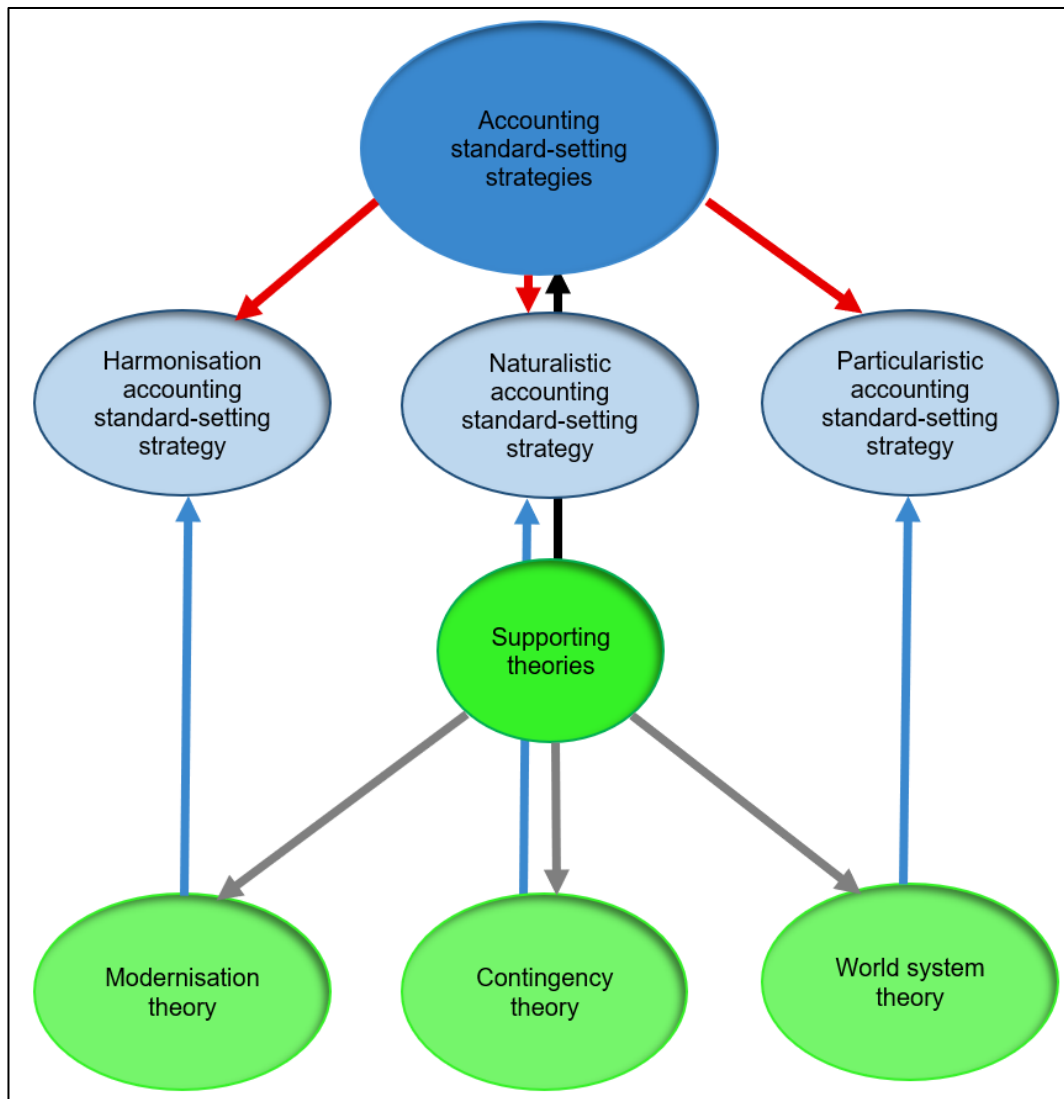 Accounting
standard-setting
strategies
Harmonisation
accounting
standard-setting
strategy
Naturalistic
accounting
standard-setting
strategy
Particularistic
accounting
standard-setting
strategy
Supporting
theories
Modernisation
theory
Contingency
theory
World system
theory